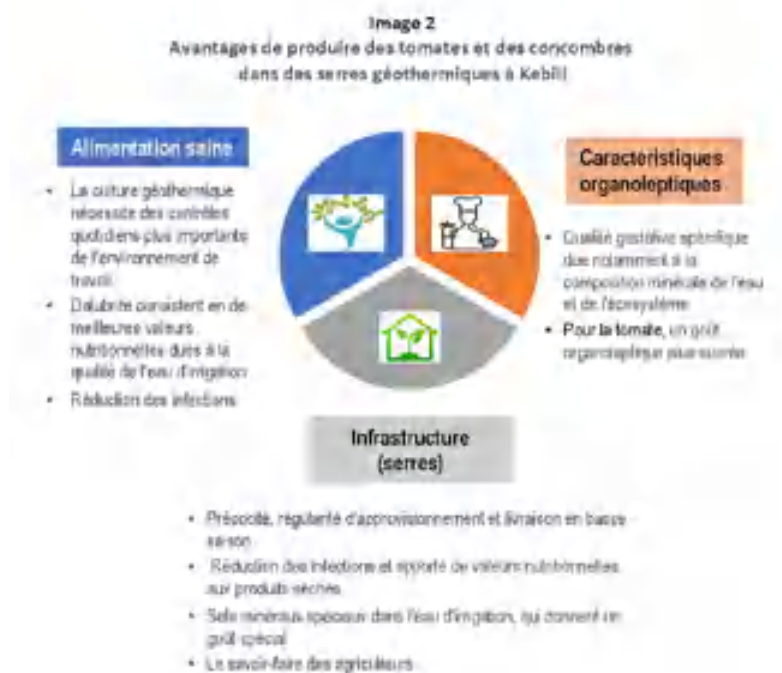 Image 2
Avantages de produire des tomates et des concombres
dans des serres géothermiques à Kebili
Alimentation saine
• La culture géothermique
nécessite des contrôles
quotidiens plus importants
de l'environnement de
travail
• consistent en de
meilleures valeurs
nutritionnelles dues à la
qualité de l'eau d'irrigation
• Réduction des infections
Caractéristiques
organoleptiques
• Qualité gustative spécifique
due notamment à la
composition minérale de l'eau
et de l'écosystème
• Pour la tomate, un goût
organoleptique plus sucrée
Infrastructure
(serres)
• Précocité, régularité d'approvisionnement et livraison en basse
saison
• Réduction des infections et apporté de valeurs nutritionnelles
aux produits séchés
• Sels minéraux spéciaux dans l'eau d'irrigation, qui donnent un
goût spécial
• Le savoir-faire des agriculteurs